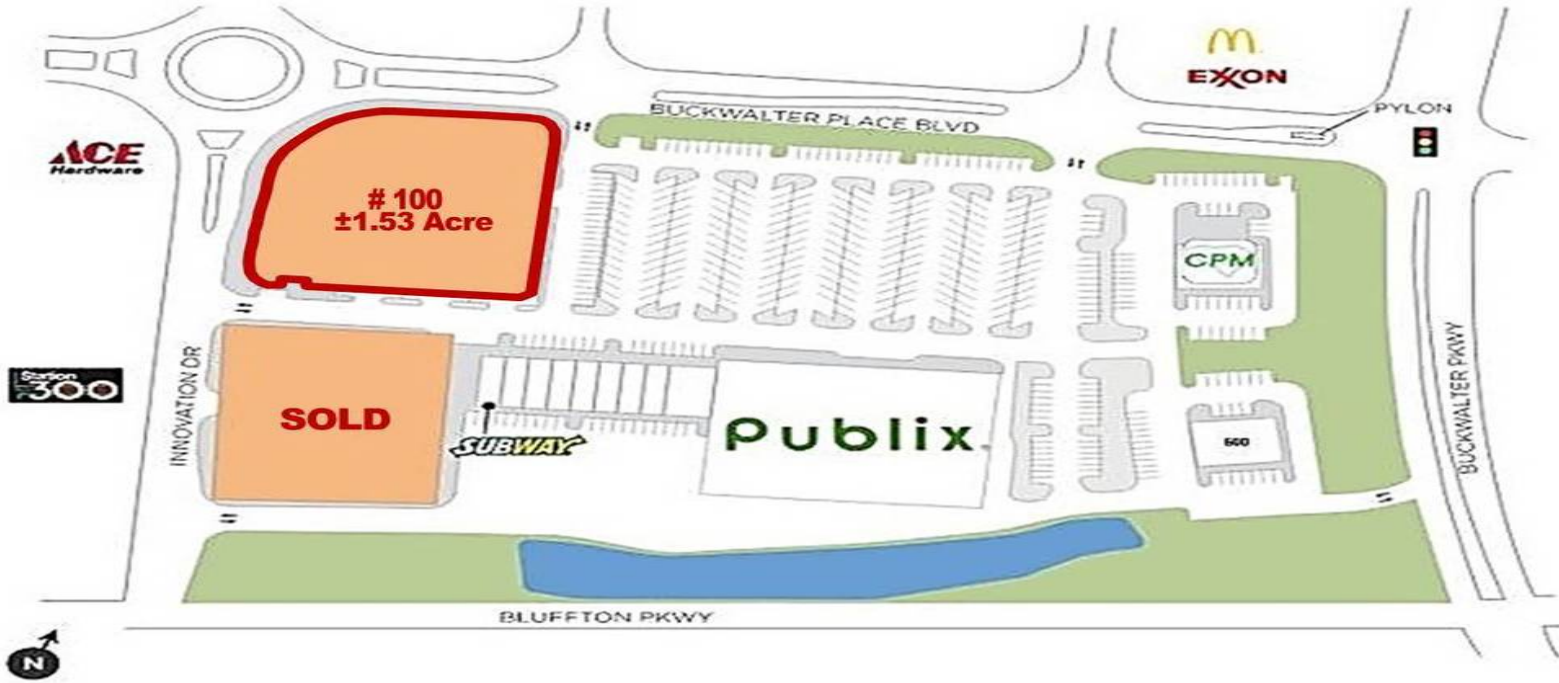 EXXON
PYLON
BUCKWALTER PLACE BLVD
ACE
Hardware
# 100
±1.53 Acre
CPM
INNOVATION DR
BUCKWALTER PKWY
Station
300
SOLD
SUBWAY
Publix
600
BLUFFTON PKWY
N